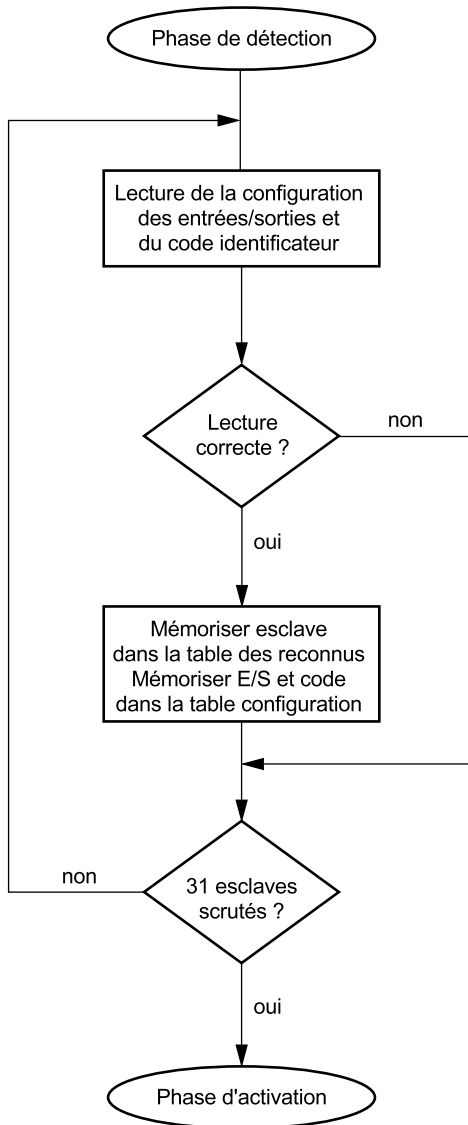 Phase de détection
Lecture de la configuration
des entrées/sorties et
du code identificateur
Lecture
correcte ?
non
oui
Mémoriser esclave
dans la table des reconnus
Mémoriser E/S et code
dans la table configuration
non
31 esclaves
scrutés ?
oui
Phase d'activation